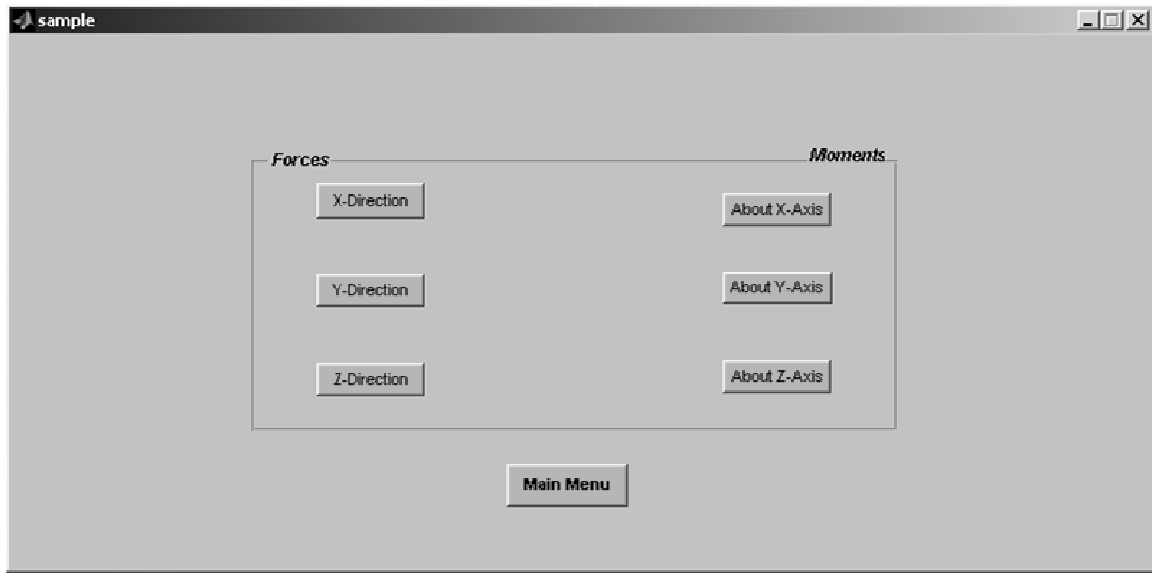 sample
Forces
Moments
X-Direction
About X-Axis
Y-Direction
About Y-Axis
Z-Direction
About Z-Axis
Main Menu